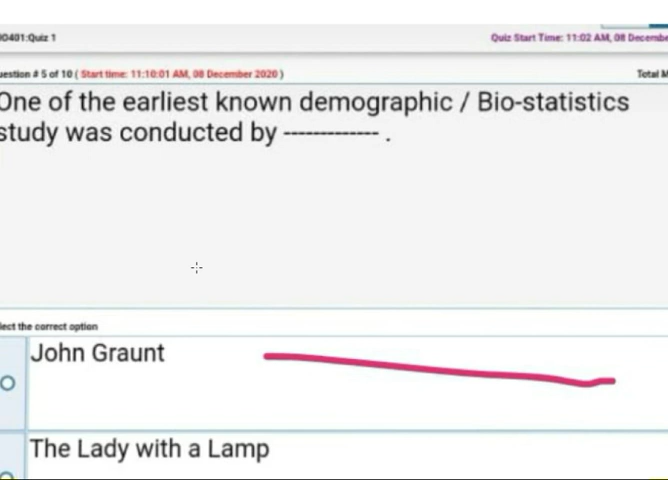 00401:Quiz 1
Quiz Start Time: 11:02 AM, 08 Decembe
uestion # 5 of 10 ( Start time: 11:10:01 AM, 08 December 2020 )
Total M
One of the earliest known demographic / Bio-statistics
study was conducted by ------------- .
lect the correct option
John Graunt
The Lady with a Lamp